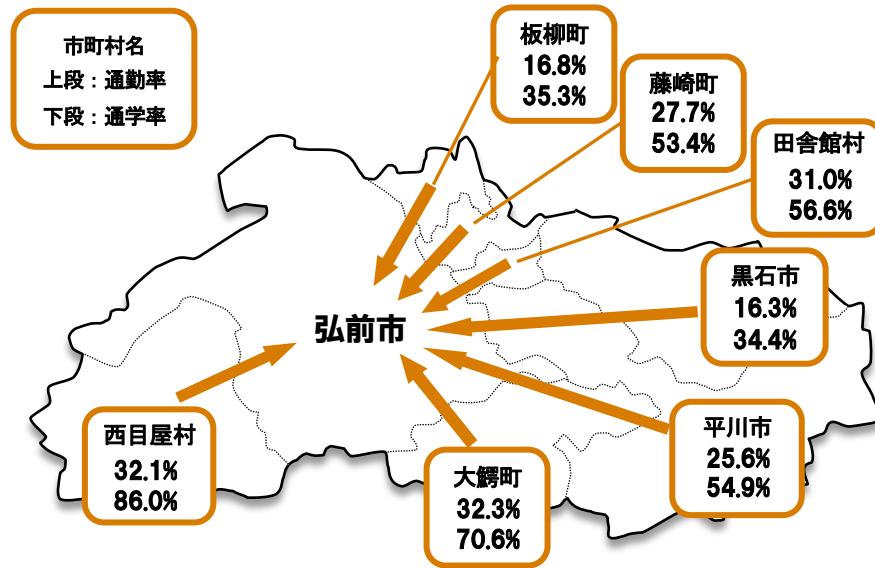 市町村名
上段：通勤率
下段：通学率
板柳町
16.8%
35.3%
藤崎町
27.7%
53.4%
田舎館村
31.0%
56.6%
黒石市
16.3%
34.4%
弘前市
平川市
25.6%
54.9%
西目屋村
32.1%
86.0%
大鰐町
32.3%
70.6%